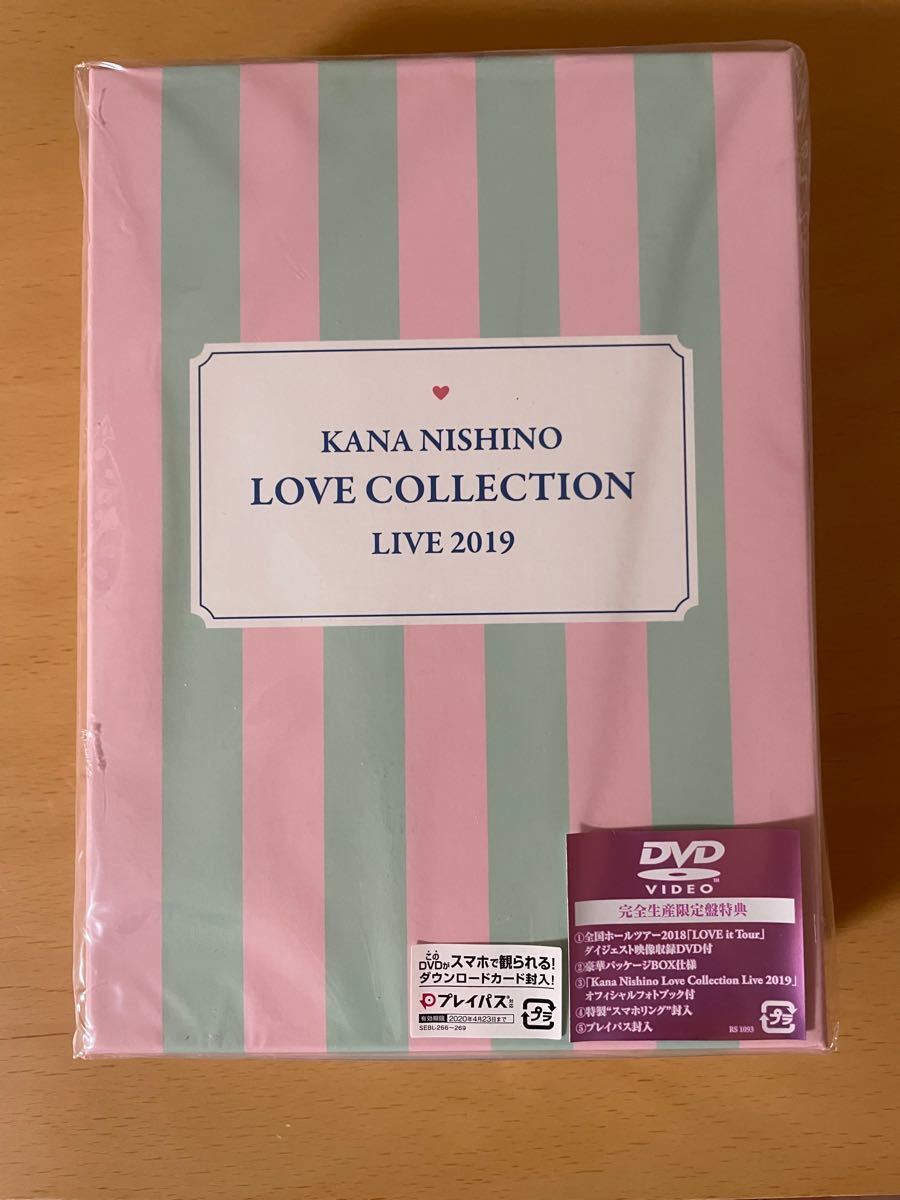 KANA NISHINO
LOVE COLLECTION
LIVE 2019
DVD
VIDEO
完全生産限定盤特典
①全国ホールツアー2018「LOVE it Tour」
ダイジェスト映像収録DVD付
②豪華パッケージBOX仕様
③「Kana Nishino Love Collection Live 2019」
オフィシャルフォトブック付
④特製“スマホリング”封入
⑤プレイパス封入
RS 1093
プラ
このDVDがスマホで観られる!
ダウンロードカード封入!
プレイパス®対応
有効期限 2020年4月23日まで
SEBL-266～269
プラ